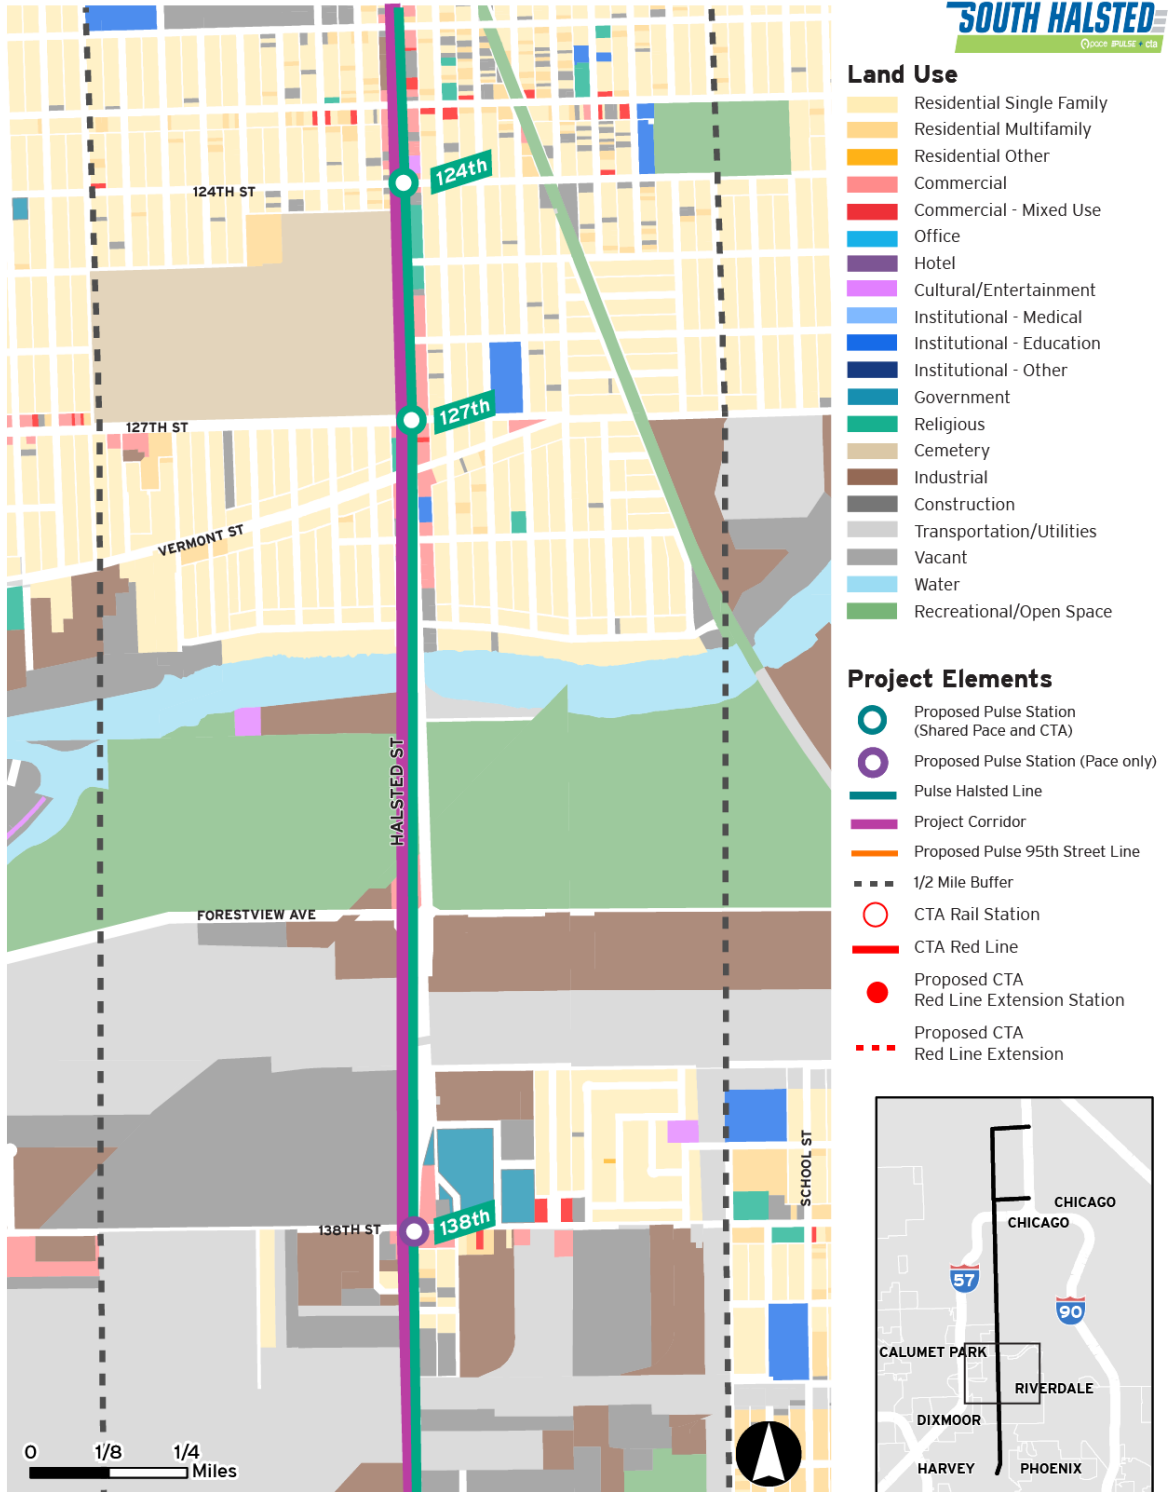 SOUTH HALSTED
pace PULSE + cta
Land Use
Residential Single Family
Residential Multifamily
Residential Other
Commercial
Commercial - Mixed Use
Office
Hotel
Cultural/Entertainment
Institutional - Medical
Institutional - Education
Institutional - Other
Government
Religious
Cemetery
Industrial
Construction
Transportation/Utilities
Vacant
Water
Recreational/Open Space
Project Elements
Proposed Pulse Station
(Shared Pace and CTA)
Proposed Pulse Station (Pace only)
Pulse Halsted Line
Project Corridor
Proposed Pulse 95th Street Line
1/2 Mile Buffer
CTA Rail Station
CTA Red Line
Proposed CTA
Red Line Extension Station
Proposed CTA
Red Line Extension
124th
124TH ST
127th
127TH ST
VERMONT ST
HALSTED ST
FORESTVIEW AVE
SCHOOL ST
138th
138TH ST
0 1/8 1/4
Miles
CHICAGO
CHICAGO
57
90
CALUMET PARK
RIVERDALE
DIXMOOR
HARVEY
PHOENIX